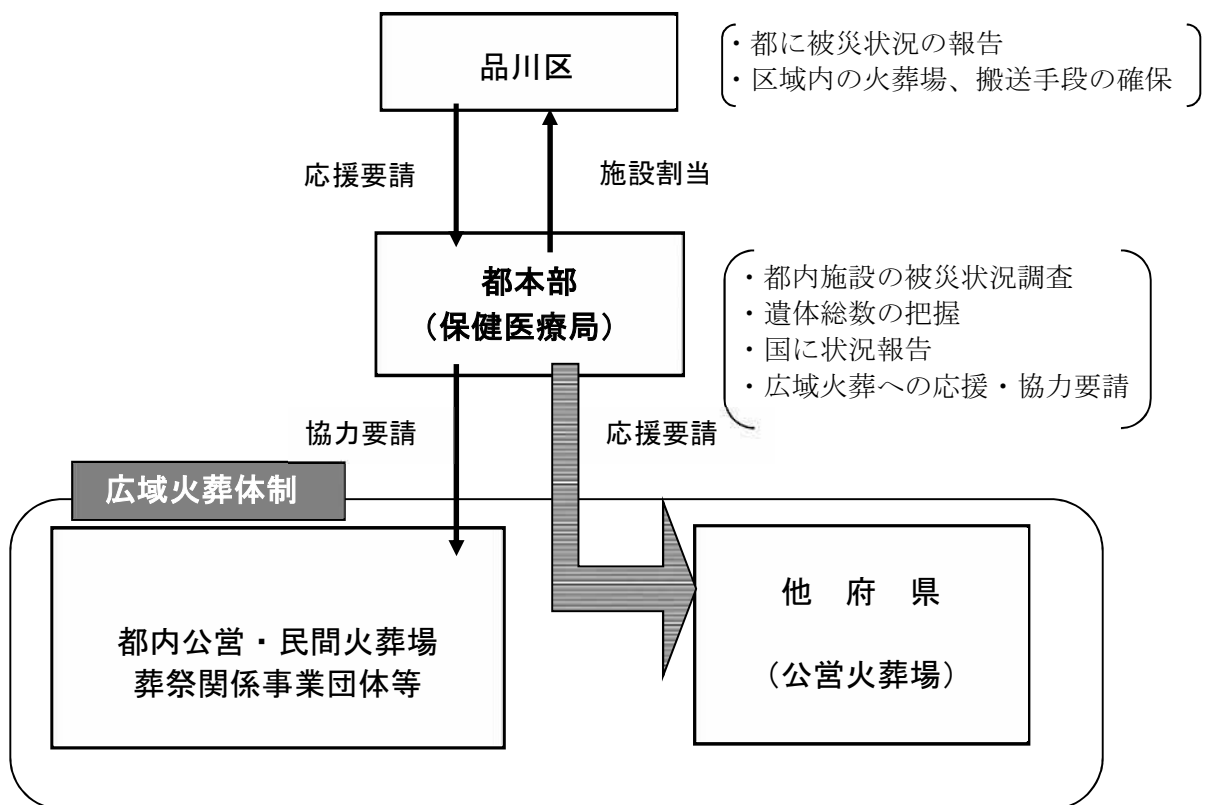 品川区
・都に被災状況の報告
・区域内の火葬場、搬送手段の確保
応援要請
施設割当
都本部
（保健医療局）
・都内施設の被災状況調査
・遺体総数の把握
・国に状況報告
・広域火葬への応援・協力要請
協力要請
応援要請
広域火葬体制
都内公営・民間火葬場
葬祭関係事業団体等
他　府　県
（公営火葬場）